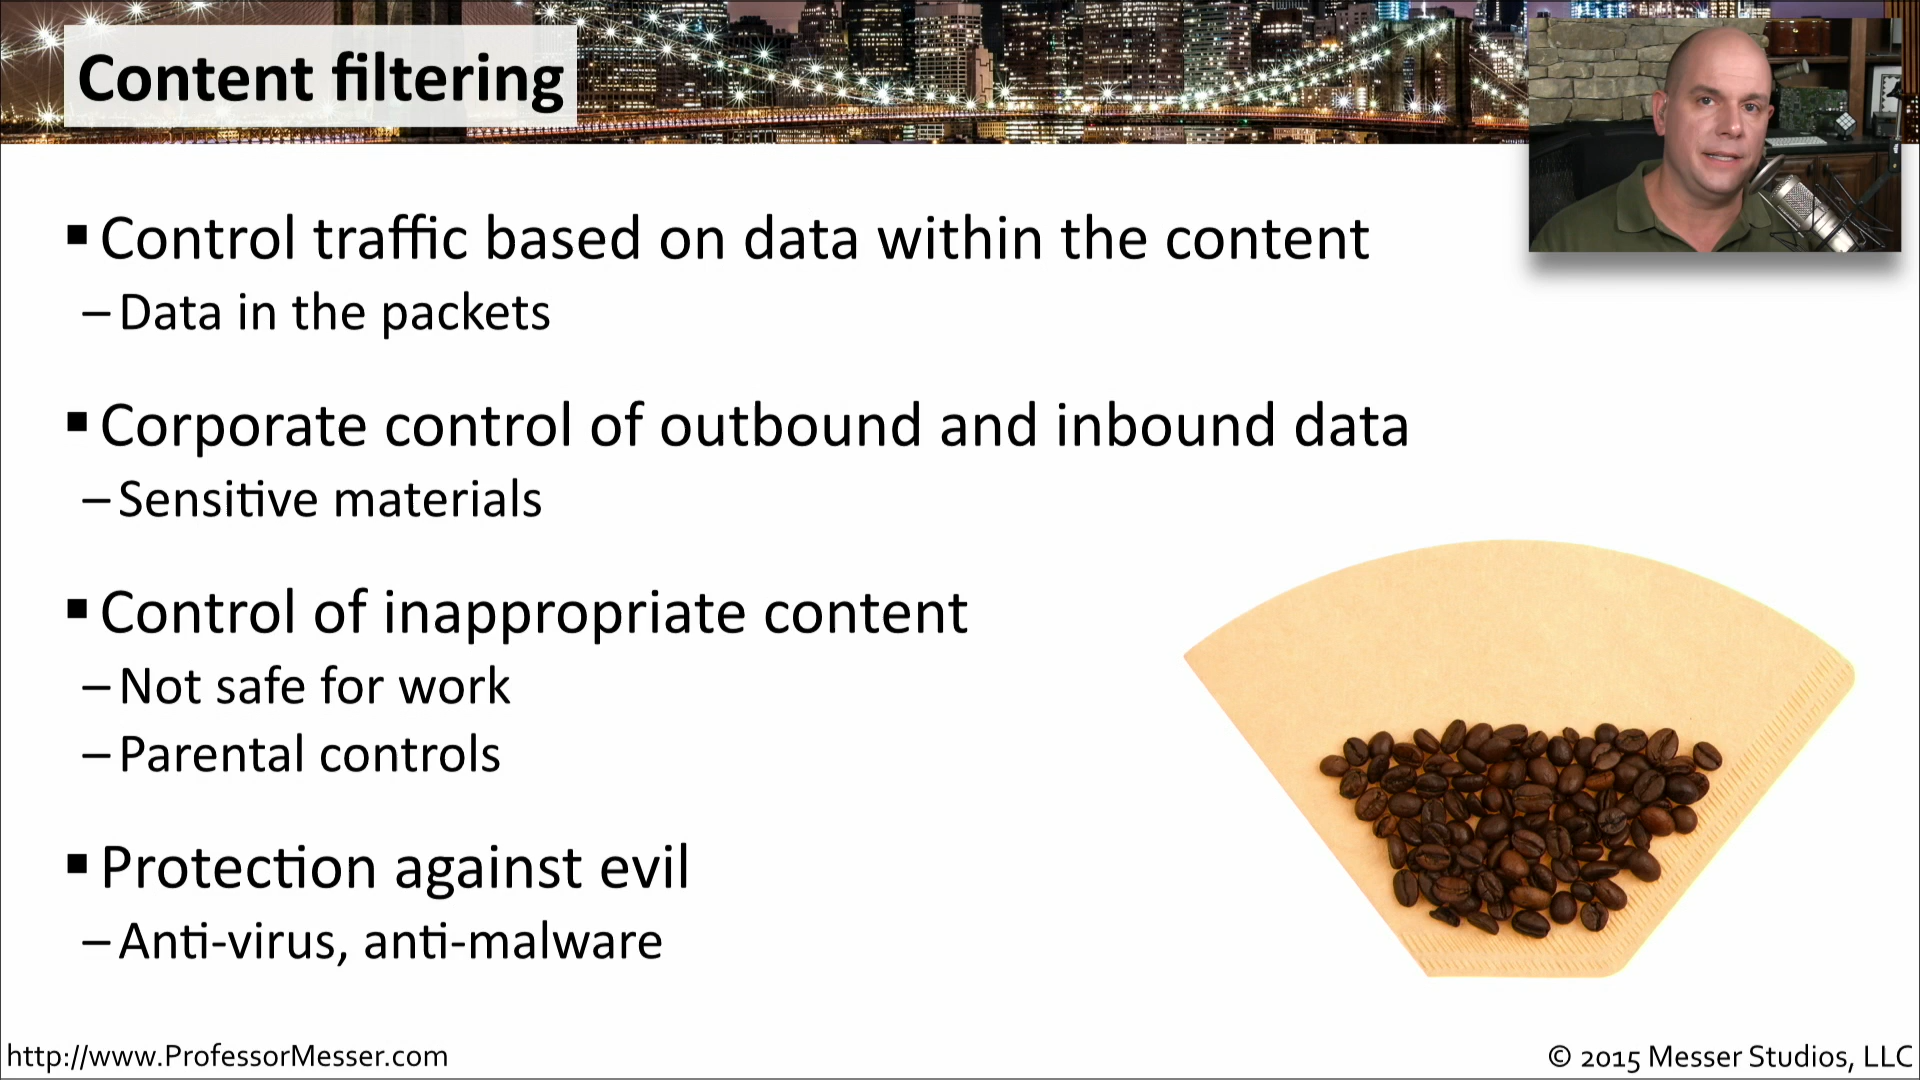 Content filtering
▪ Control traffic based on data within the content
– Data in the packets
▪ Corporate control of outbound and inbound data
– Sensitive materials
▪ Control of inappropriate content
– Not safe for work
– Parental controls
▪ Protection against evil
– Anti-virus, anti-malware
http://www.ProfessorMesser.com
© 2015 Messer Studios, LLC